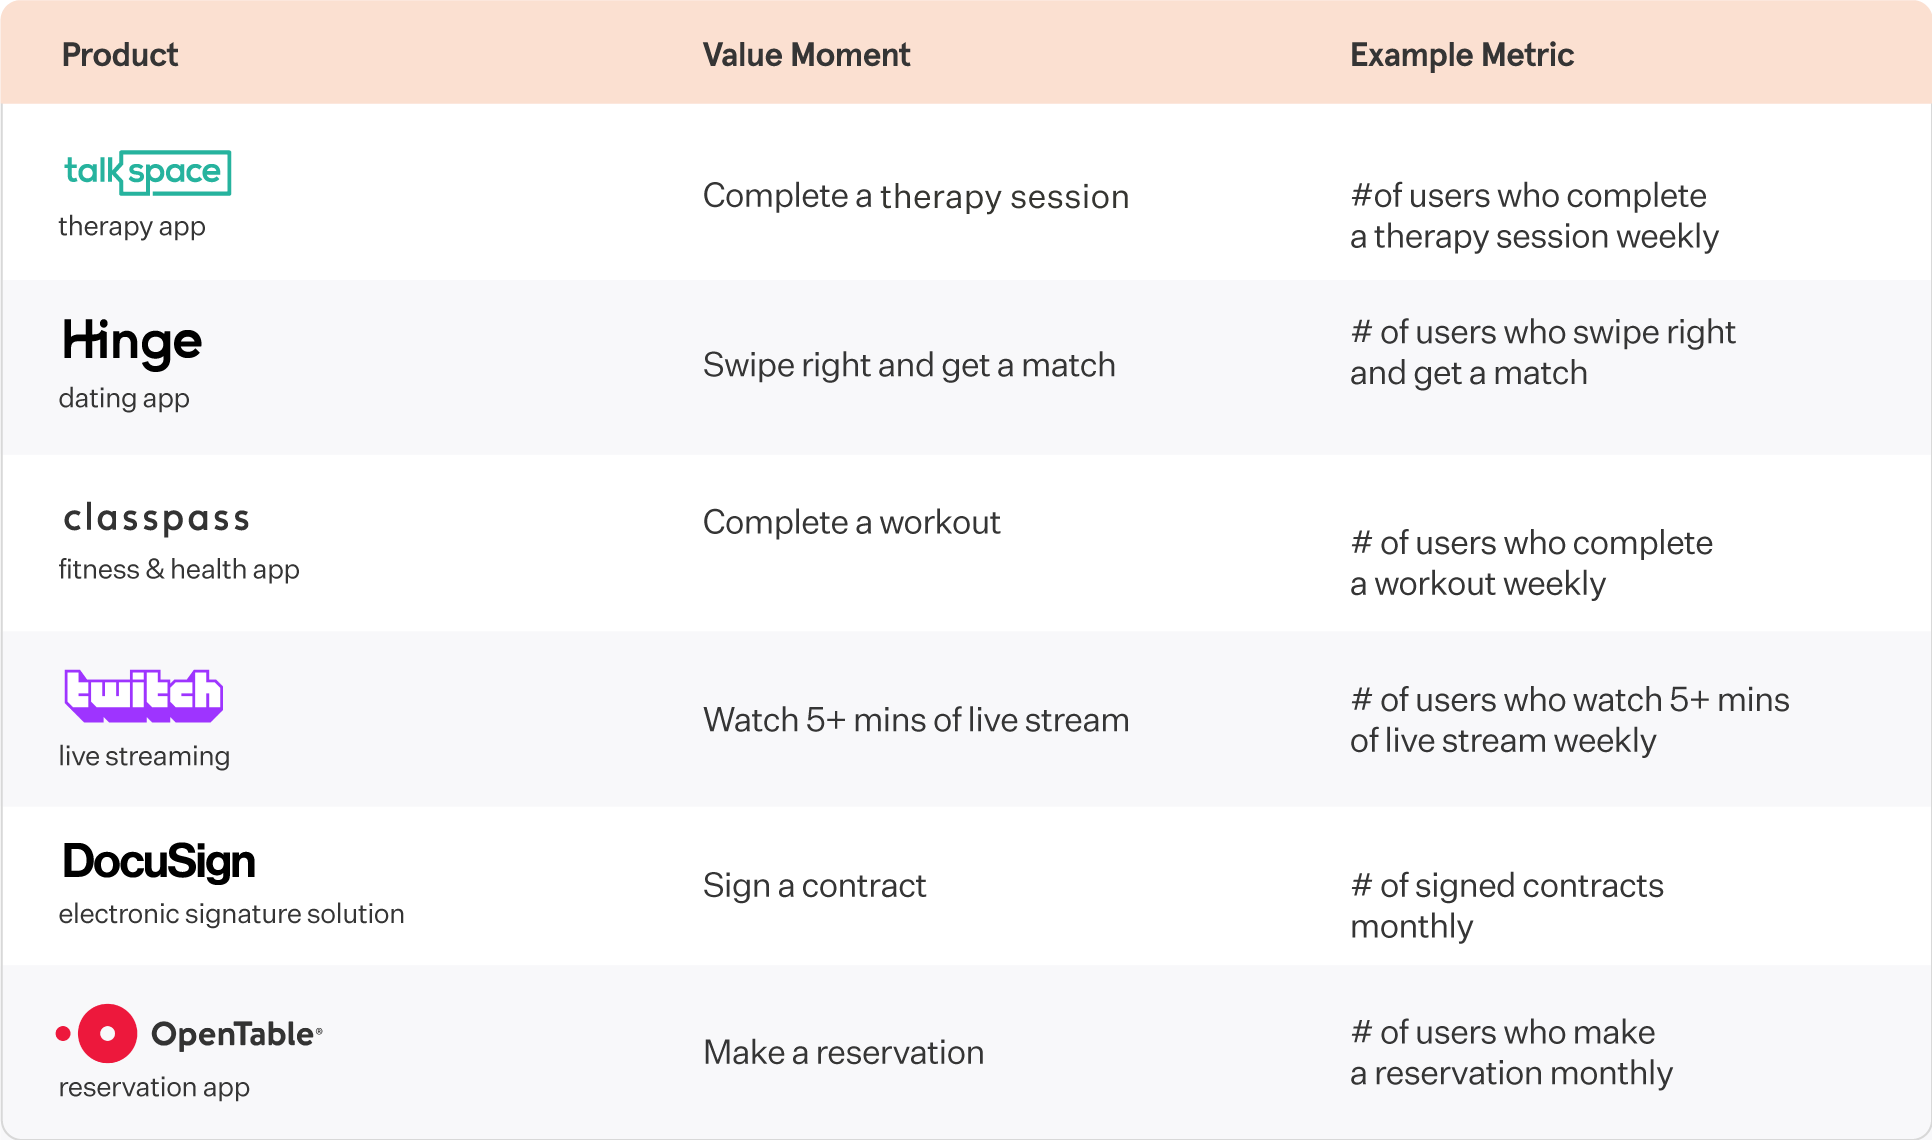 Product Value Moment Example Metric
talkspace
therapy app
Complete a therapy session
#of users who complete
a therapy session weekly
Hinge
dating app
Swipe right and get a match
# of users who swipe right
and get a match
classpass
fitness & health app
Complete a workout
# of users who complete
a workout weekly
twitch
live streaming
Watch 5+ mins of live stream
# of users who watch 5+ mins
of live stream weekly
DocuSign
electronic signature solution
Sign a contract
# of signed contracts
monthly
OpenTable®
reservation app
Make a reservation
# of users who make
a reservation monthly